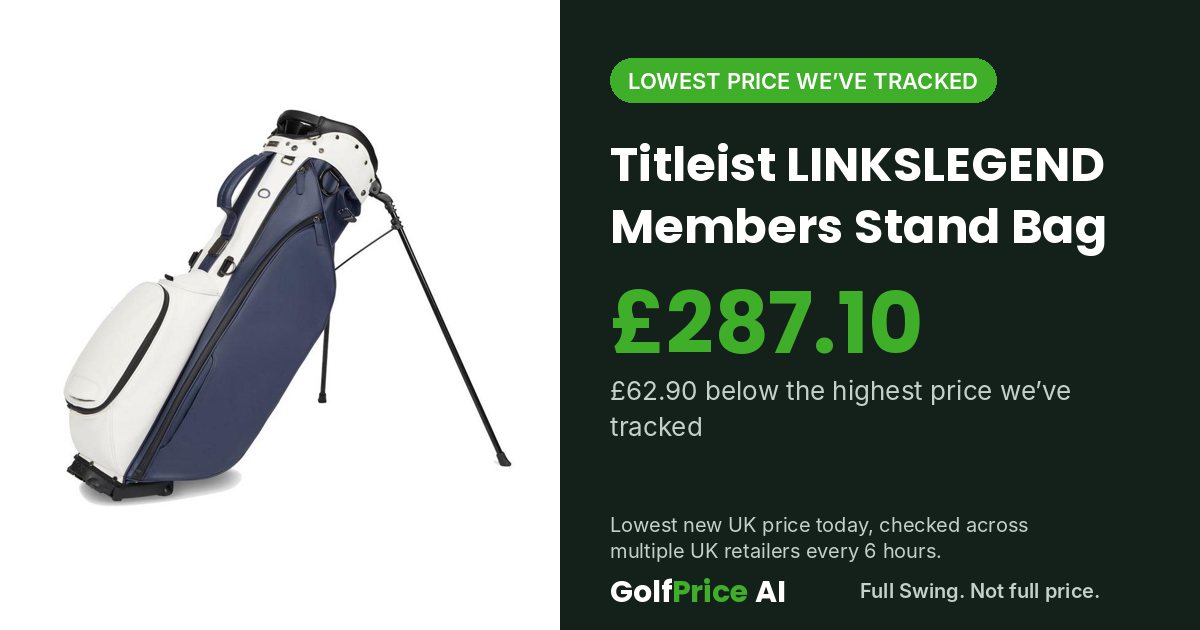 LOWEST PRICE WE’VE TRACKED
Titleist LINKSLEGEND
Members Stand Bag
£287.10
£62.90 below the highest price we’ve
tracked
Lowest new UK price today, checked across
multiple UK retailers every 6 hours.
GolfPrice AI
Full Swing. Not full price.